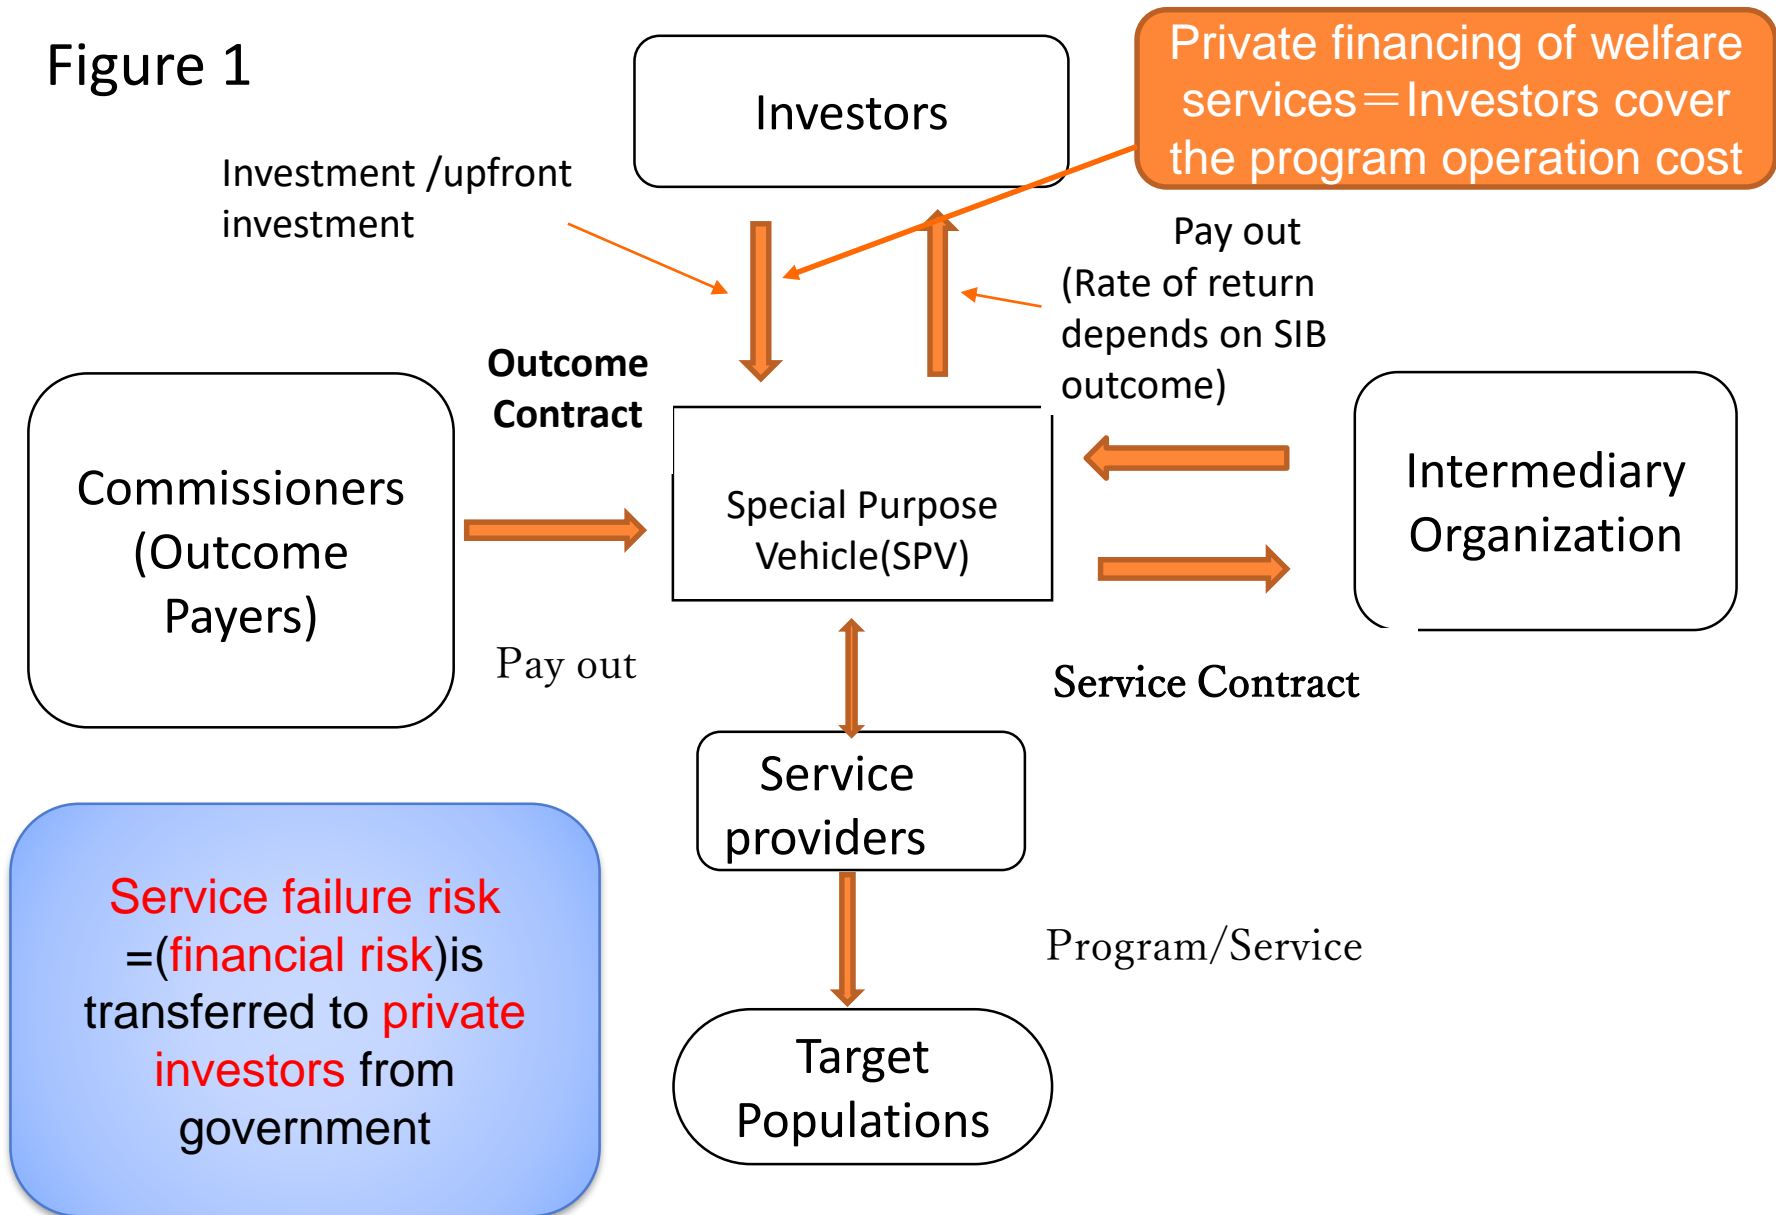 Figure 1
Investors
Private financing of welfare
services＝Investors cover
the program operation cost
Investment /upfront
investment
Pay out
(Rate of return
depends on SIB
outcome)
Outcome
Contract
Commissioners
(Outcome
Payers)
Special Purpose
Vehicle(SPV)
Intermediary
Organization
Pay out
Service Contract
Service
providers
Service failure risk
=(financial risk)is
transferred to private
investors from
government
Program/Service
Target
Populations